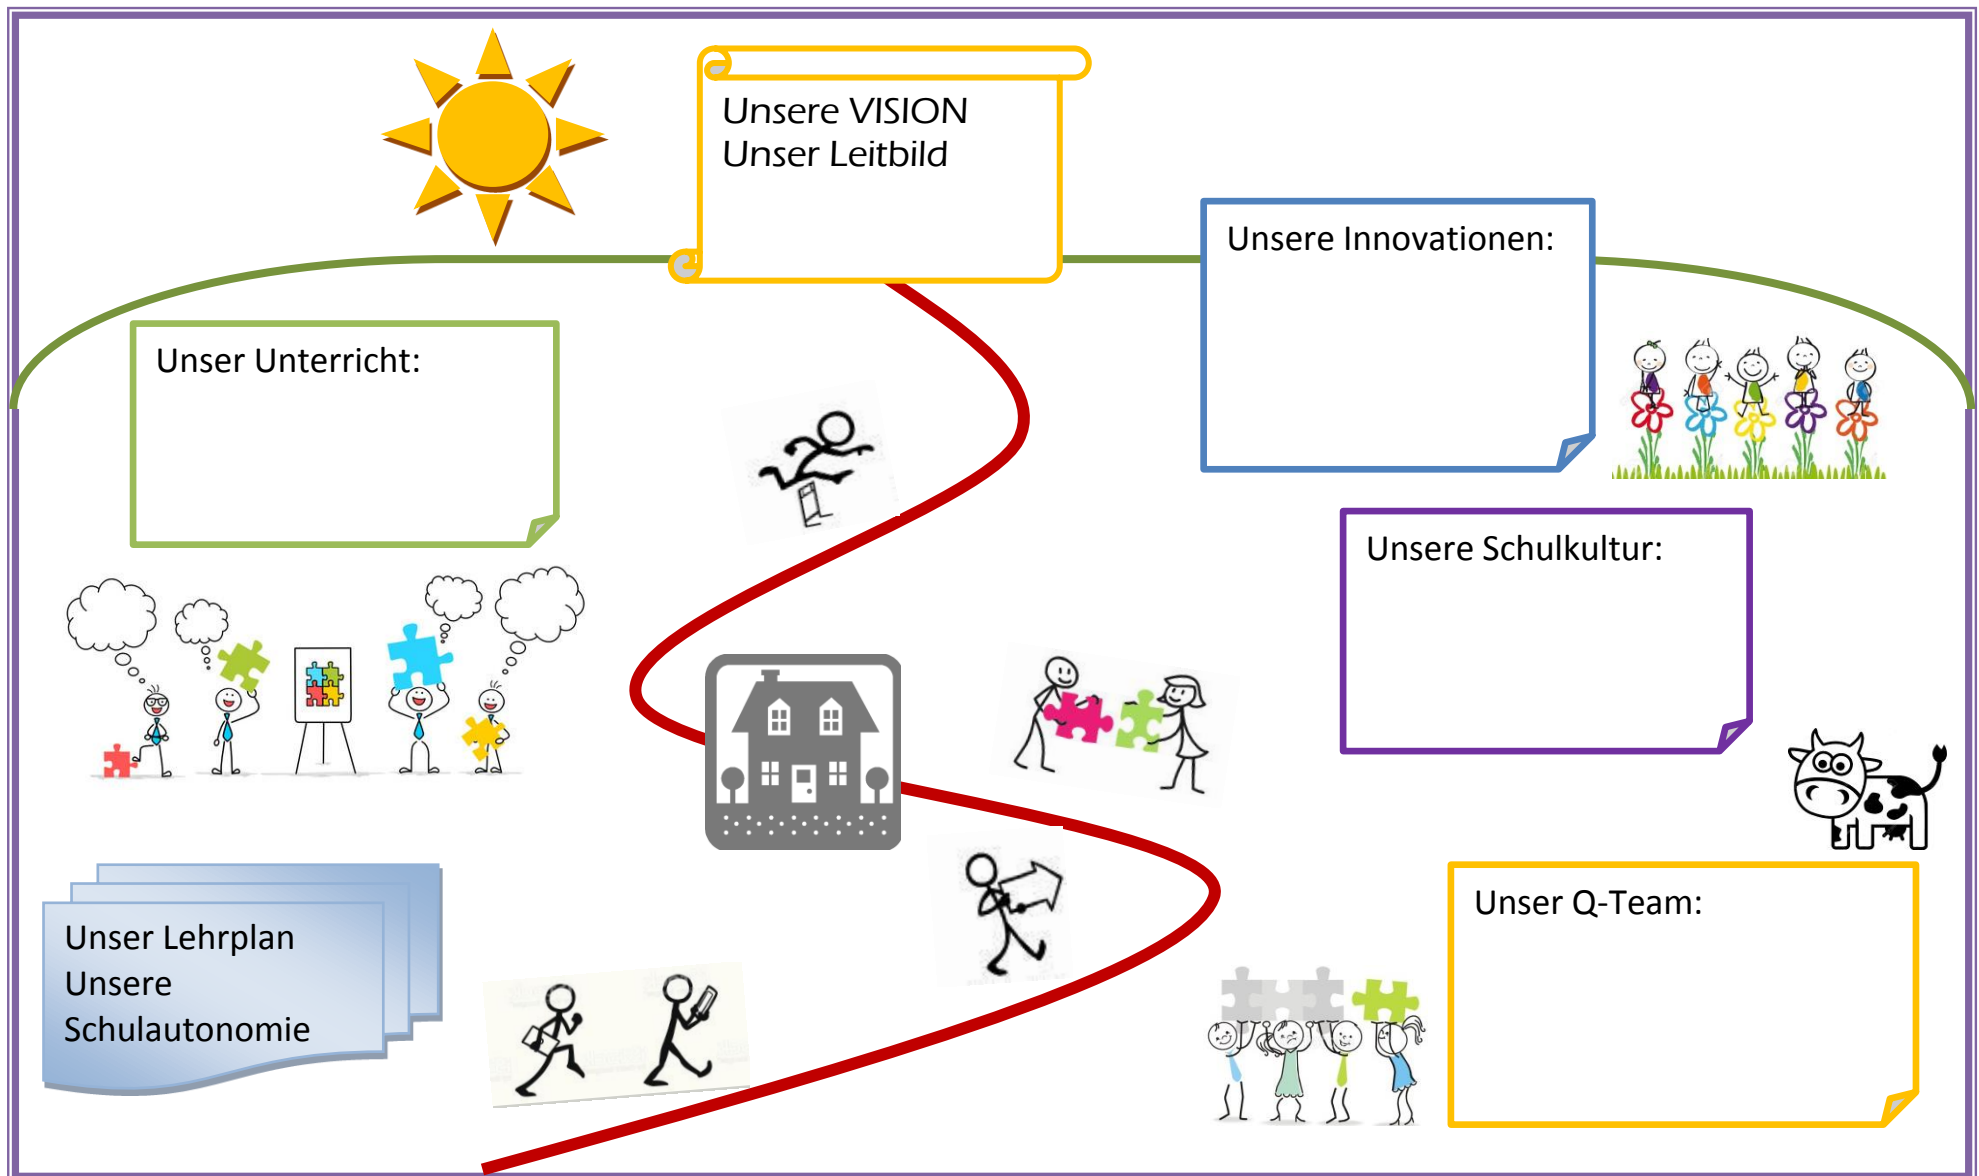 Unsere VISION
Unser Leitbild
Unsere Innovationen:
Unser Unterricht:
Unsere Schulkultur:
Unser Lehrplan
Unsere
Schulautonomie
Unser Q-Team: